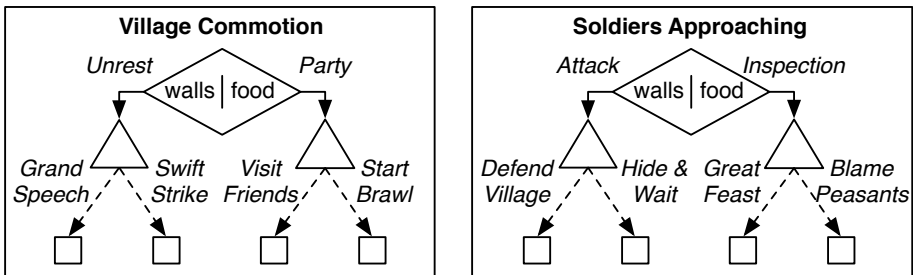 Village Commotion
Unrest
Party
walls | food
Grand
Speech
Swift
Strike
Visit
Friends
Start
Brawl
Soldiers Approaching
Attack
Inspection
walls | food
Defend
Village
Hide &
Wait
Great
Feast
Blame
Peasants